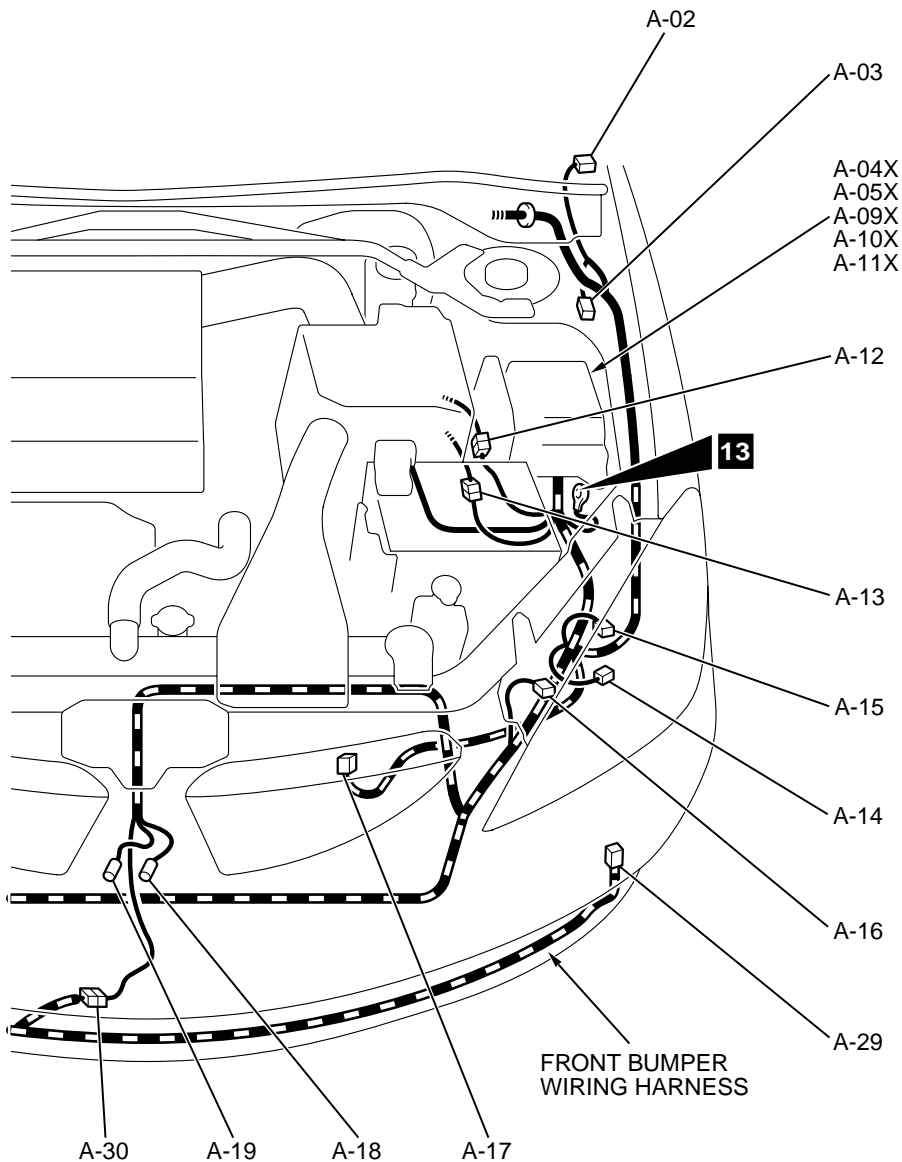 A-02
A-03
A-04X
A-05X
A-09X
A-10X
A-11X
A-12
13
A-13
A-15
A-14
A-16
A-29
FRONT BUMPER
WIRING HARNESS
A-30
A-19
A-18
A-17